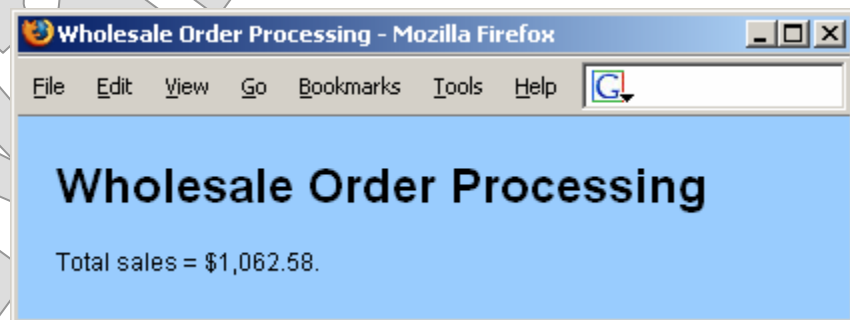 Wholesale Order Processing - Mozilla Firefox
File Edit View Go Bookmarks Tools Help G
Wholesale Order Processing
Total sales = $1,062.58.